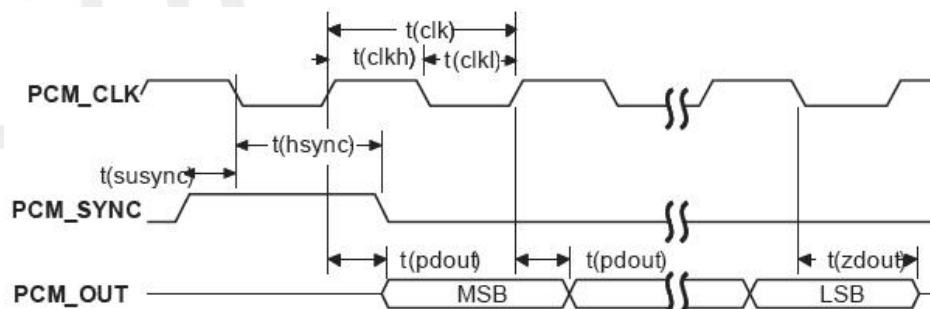 t(clk)
t(clkh) t(clkl)
PCM_CLK
t(hsync)
t(susync)
PCM_SYNC
t(pdout) t(pdout) t(zdout)
PCM_OUT MSB LSB